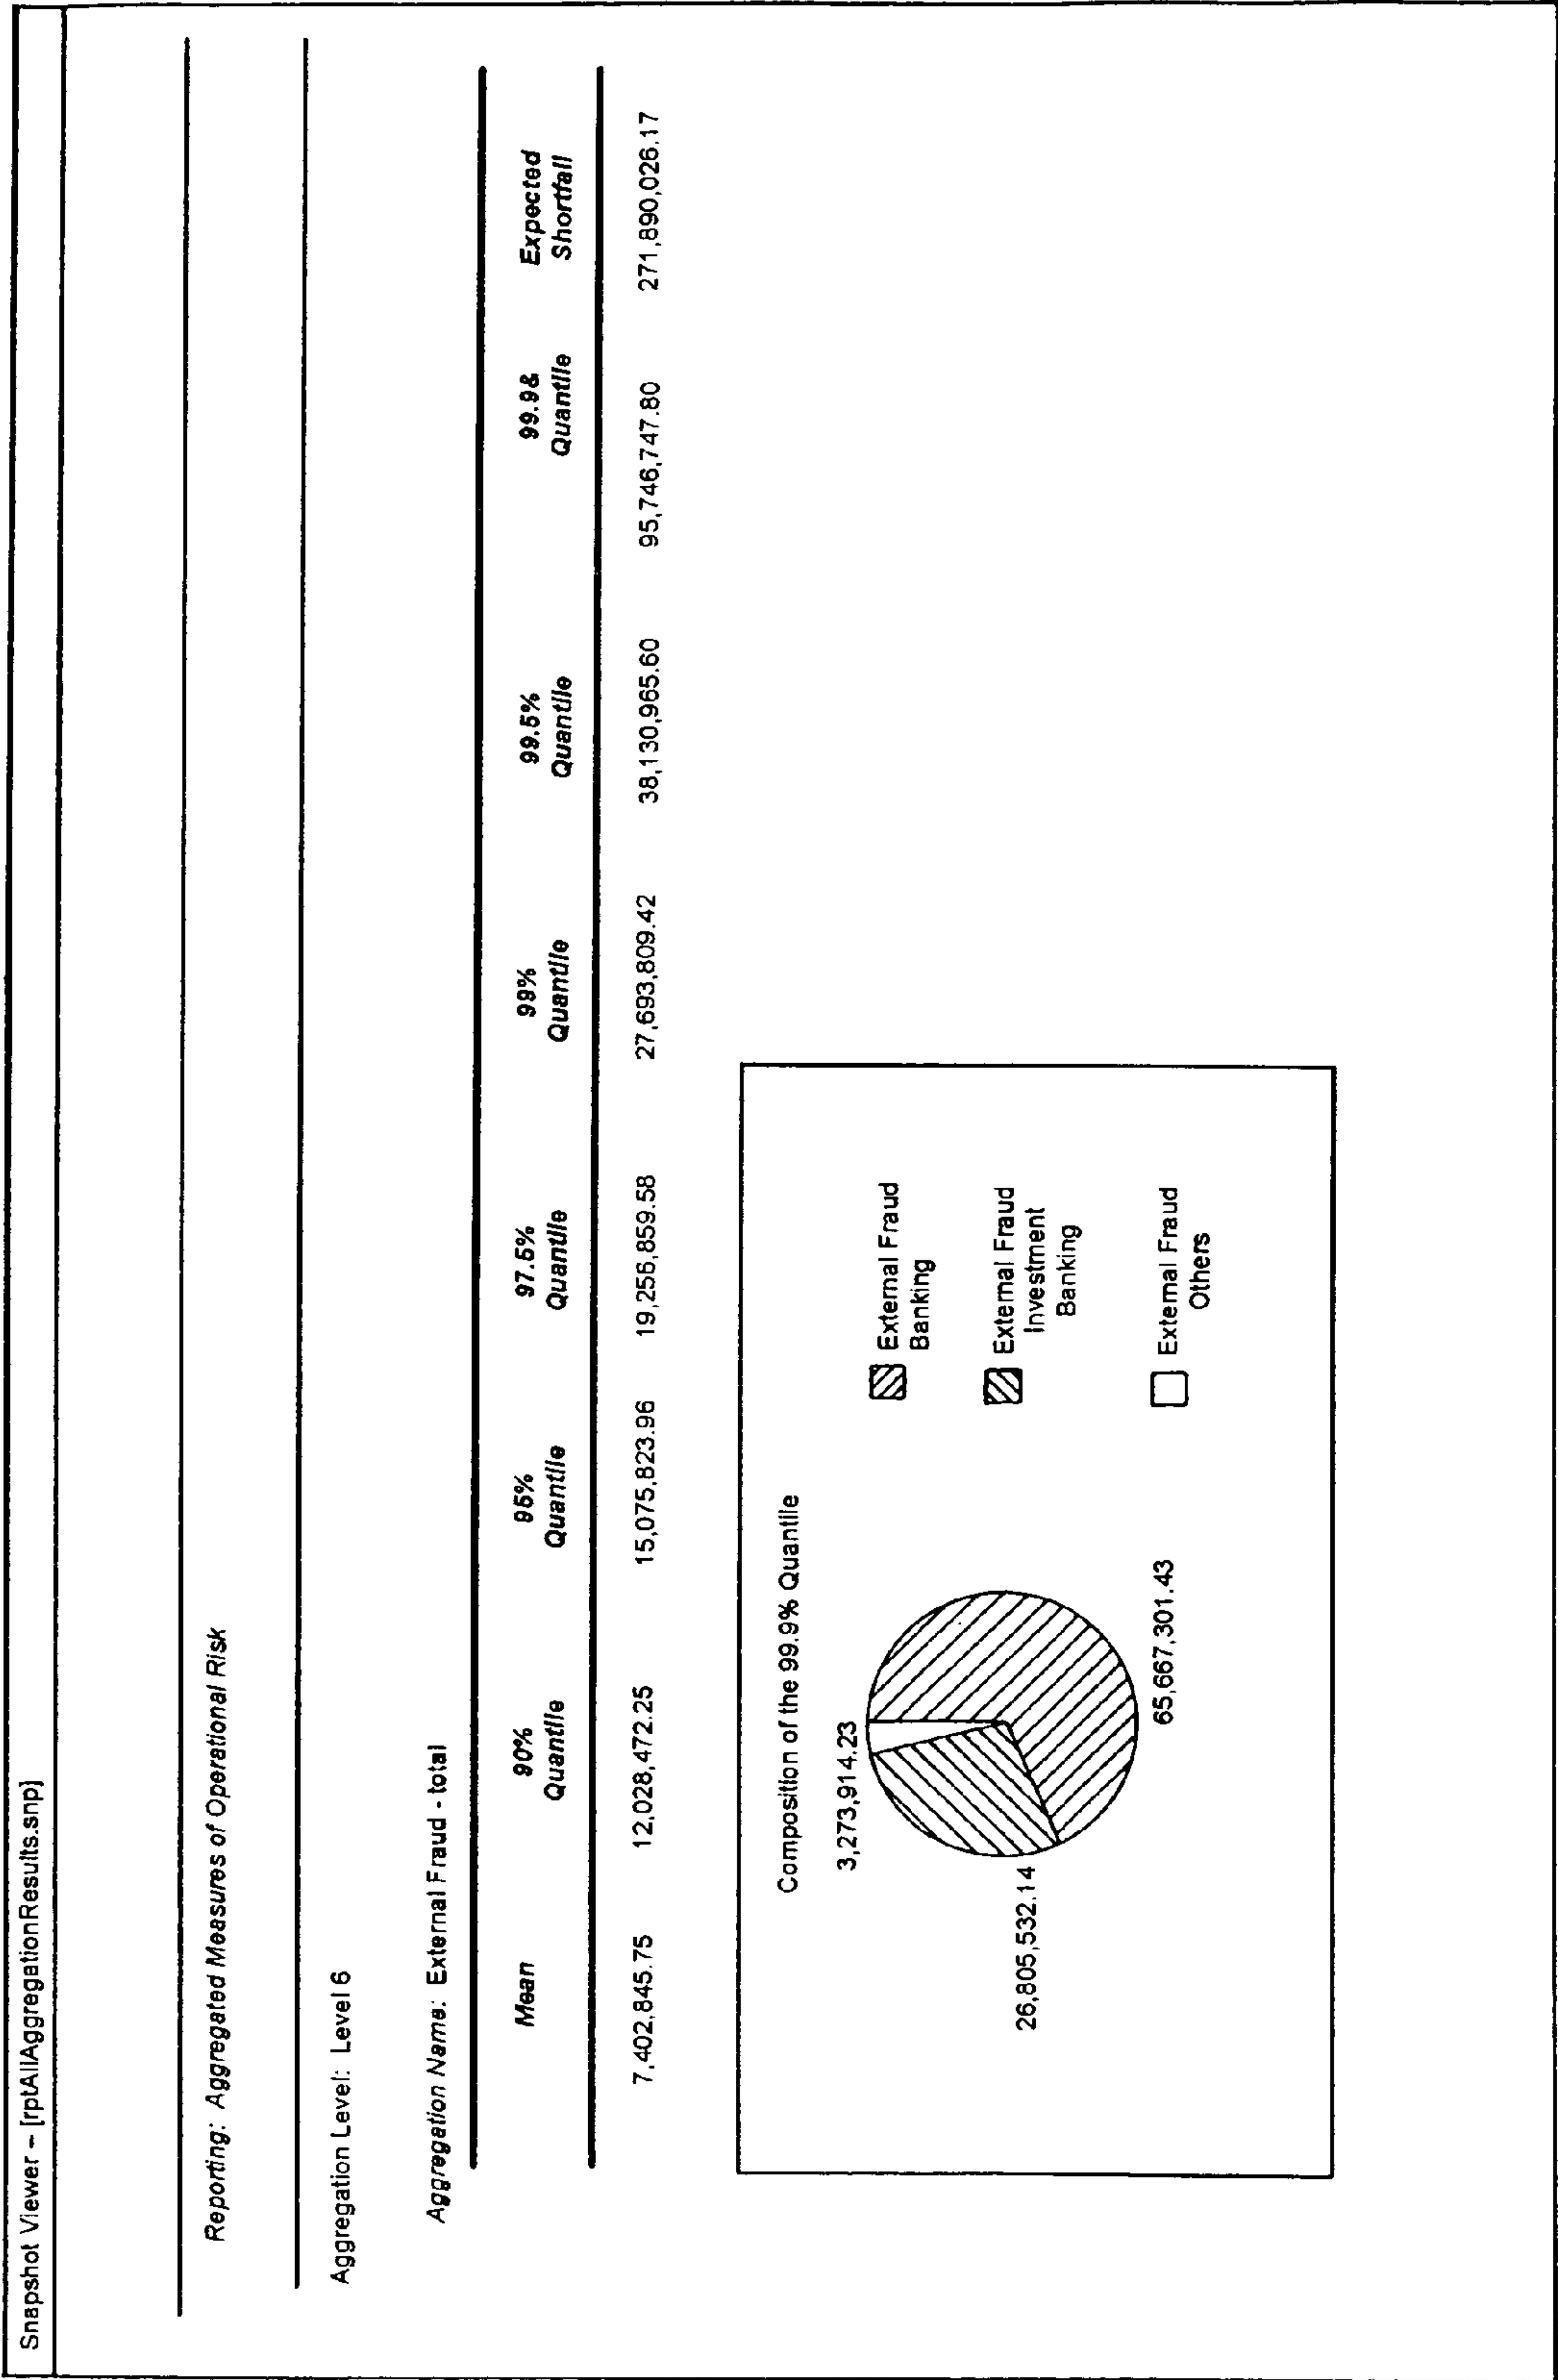 Snapshot Viewer – [rptAllAggregationResults.snp]
Reporting: Aggregated Measures of Operational Risk
Aggregation Level: Level 6
Aggregation Name: External Fraud - total
Mean
90%
Quantile
95%
Quantile
97.5%
Quantile
99%
Quantile
99.5%
Quantile
99.9&
Quantile
Expected
Shortfall
7,402,845.75 12,028,472.25 15,075,823.96 19,256,859.58 27,693,809.42 38,130,965.60 95,746,747.80 271,890,026.17
Composition of the 99.9% Quantile
3,273,914.23
26,805,532.14
65,667,301.43
External Fraud
Banking
External Fraud
Investment
Banking
External Fraud
Others